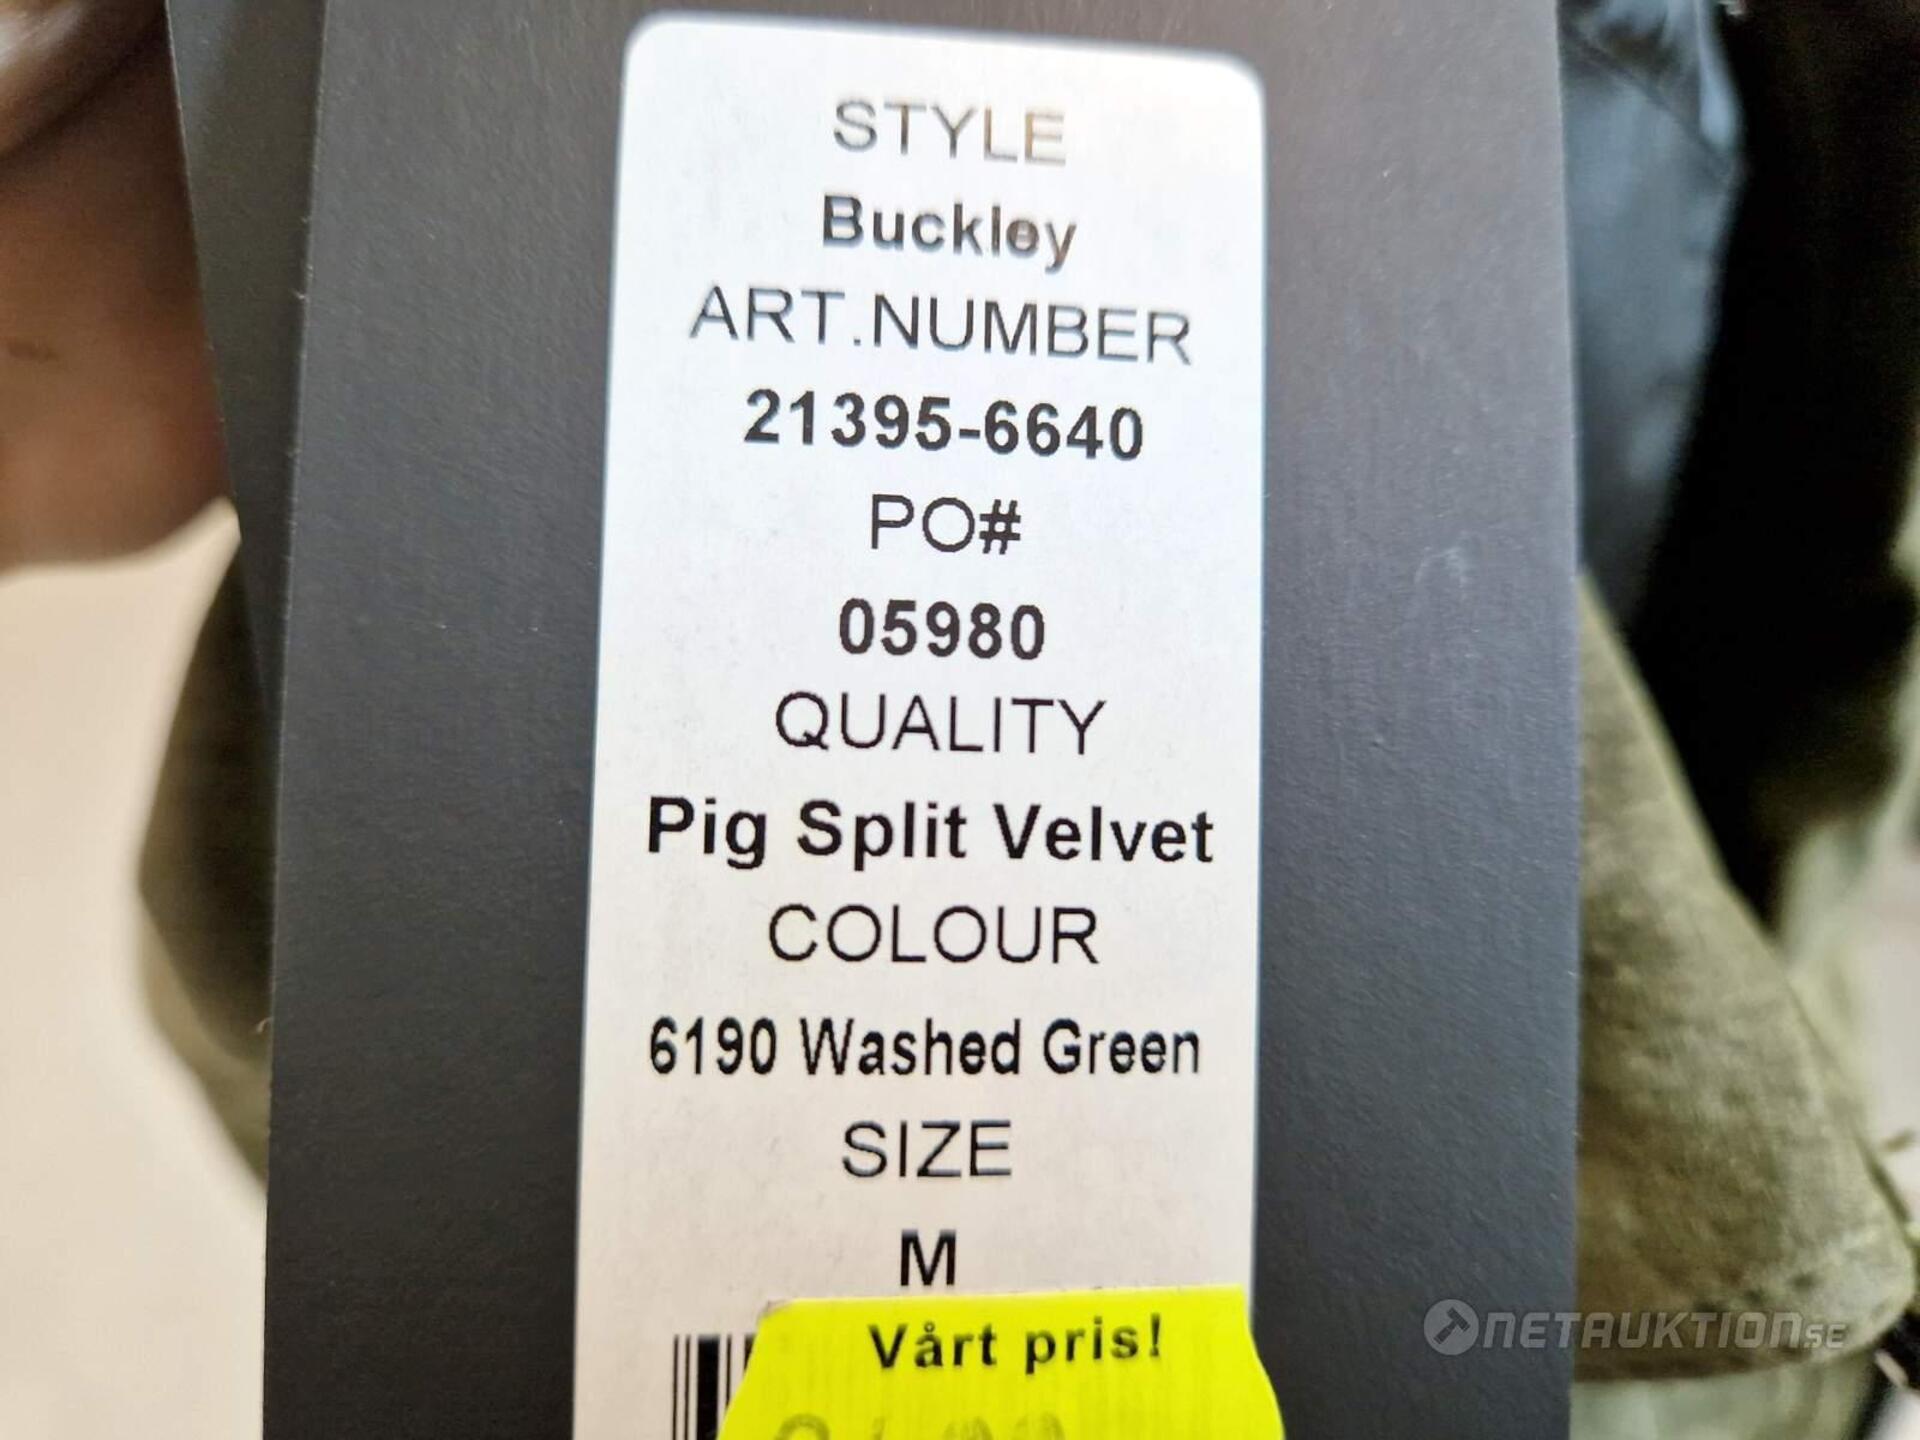 STYLE
Buckley
ART.NUMBER
21395-6640
PO#
05980
QUALITY
Pig Split Velvet
COLOUR
6190 Washed Green
SIZE
M
Vårt pris!
NETAUKTION.SE